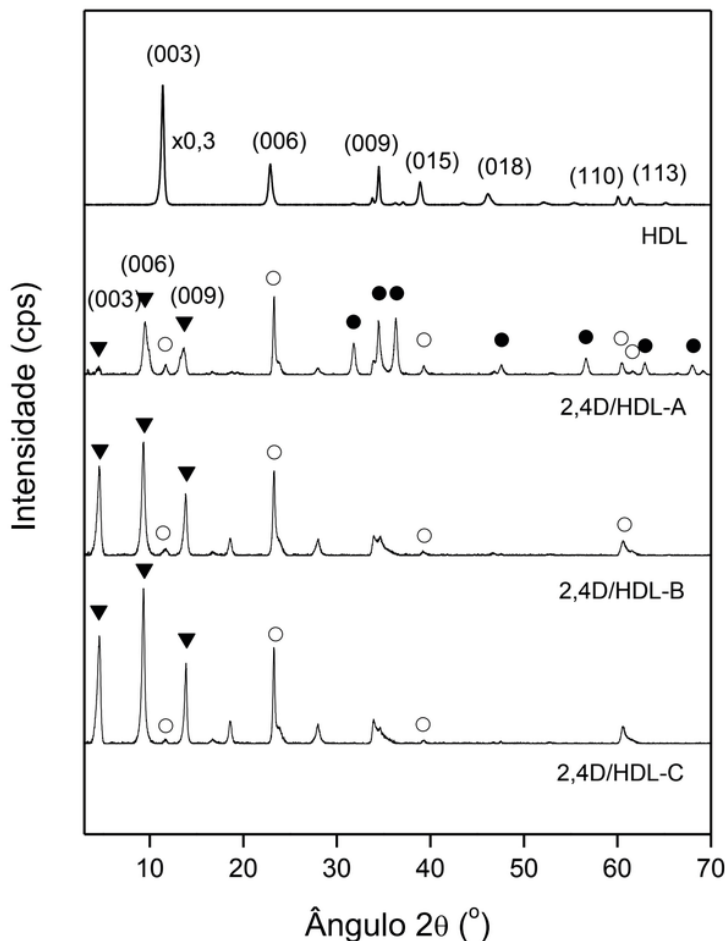 (003)
x0,3
(006)
(009)
(015)
(018)
(110)
(113)
HDL
(006)
(003)
(009)
2,4D/HDL-A
2,4D/HDL-B
2,4D/HDL-C
Intensidade (cps)
10 20 30 40 50 60 70
Ângulo 2θ (°)